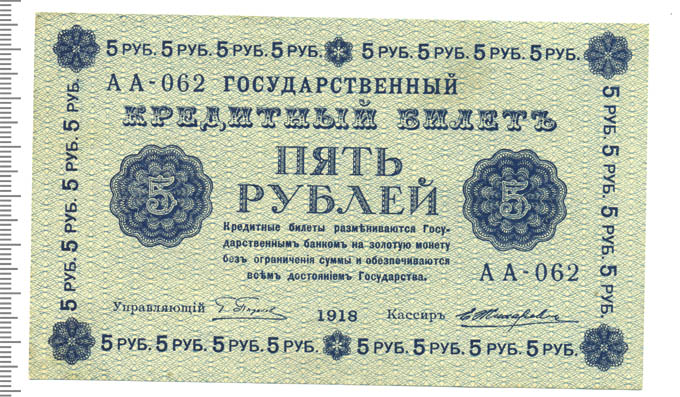 5 РУБ. 5 РУБ. 5 РУБ. 5 РУБ. 5 РУБ. 5 РУБ. 5 РУБ. 5 РУБ.
АА-062 ГОСУДАРСТВЕННЫЙ
КРЕДИТНЫЙ БИЛЕТЪ
5 ПЯТЬ 5
РУБЛЕЙ
Кредитные билеты размѣниваются Госу-
дарственнымъ банкомъ на золотую монету
безъ ограниченія суммы и обезпечиваются
всѣмъ достояніемъ Государства.
АА-062
Управляющій 1918 Кассиръ
5 РУБ. 5 РУБ. 5 РУБ. 5 РУБ. 5 РУБ. 5 РУБ. 5 РУБ. 5 РУБ.
5 РУБ. 5 РУБ. 5 РУБ. 5 РУБ.
5 РУБ. 5 РУБ. 5 РУБ. 5 РУБ.